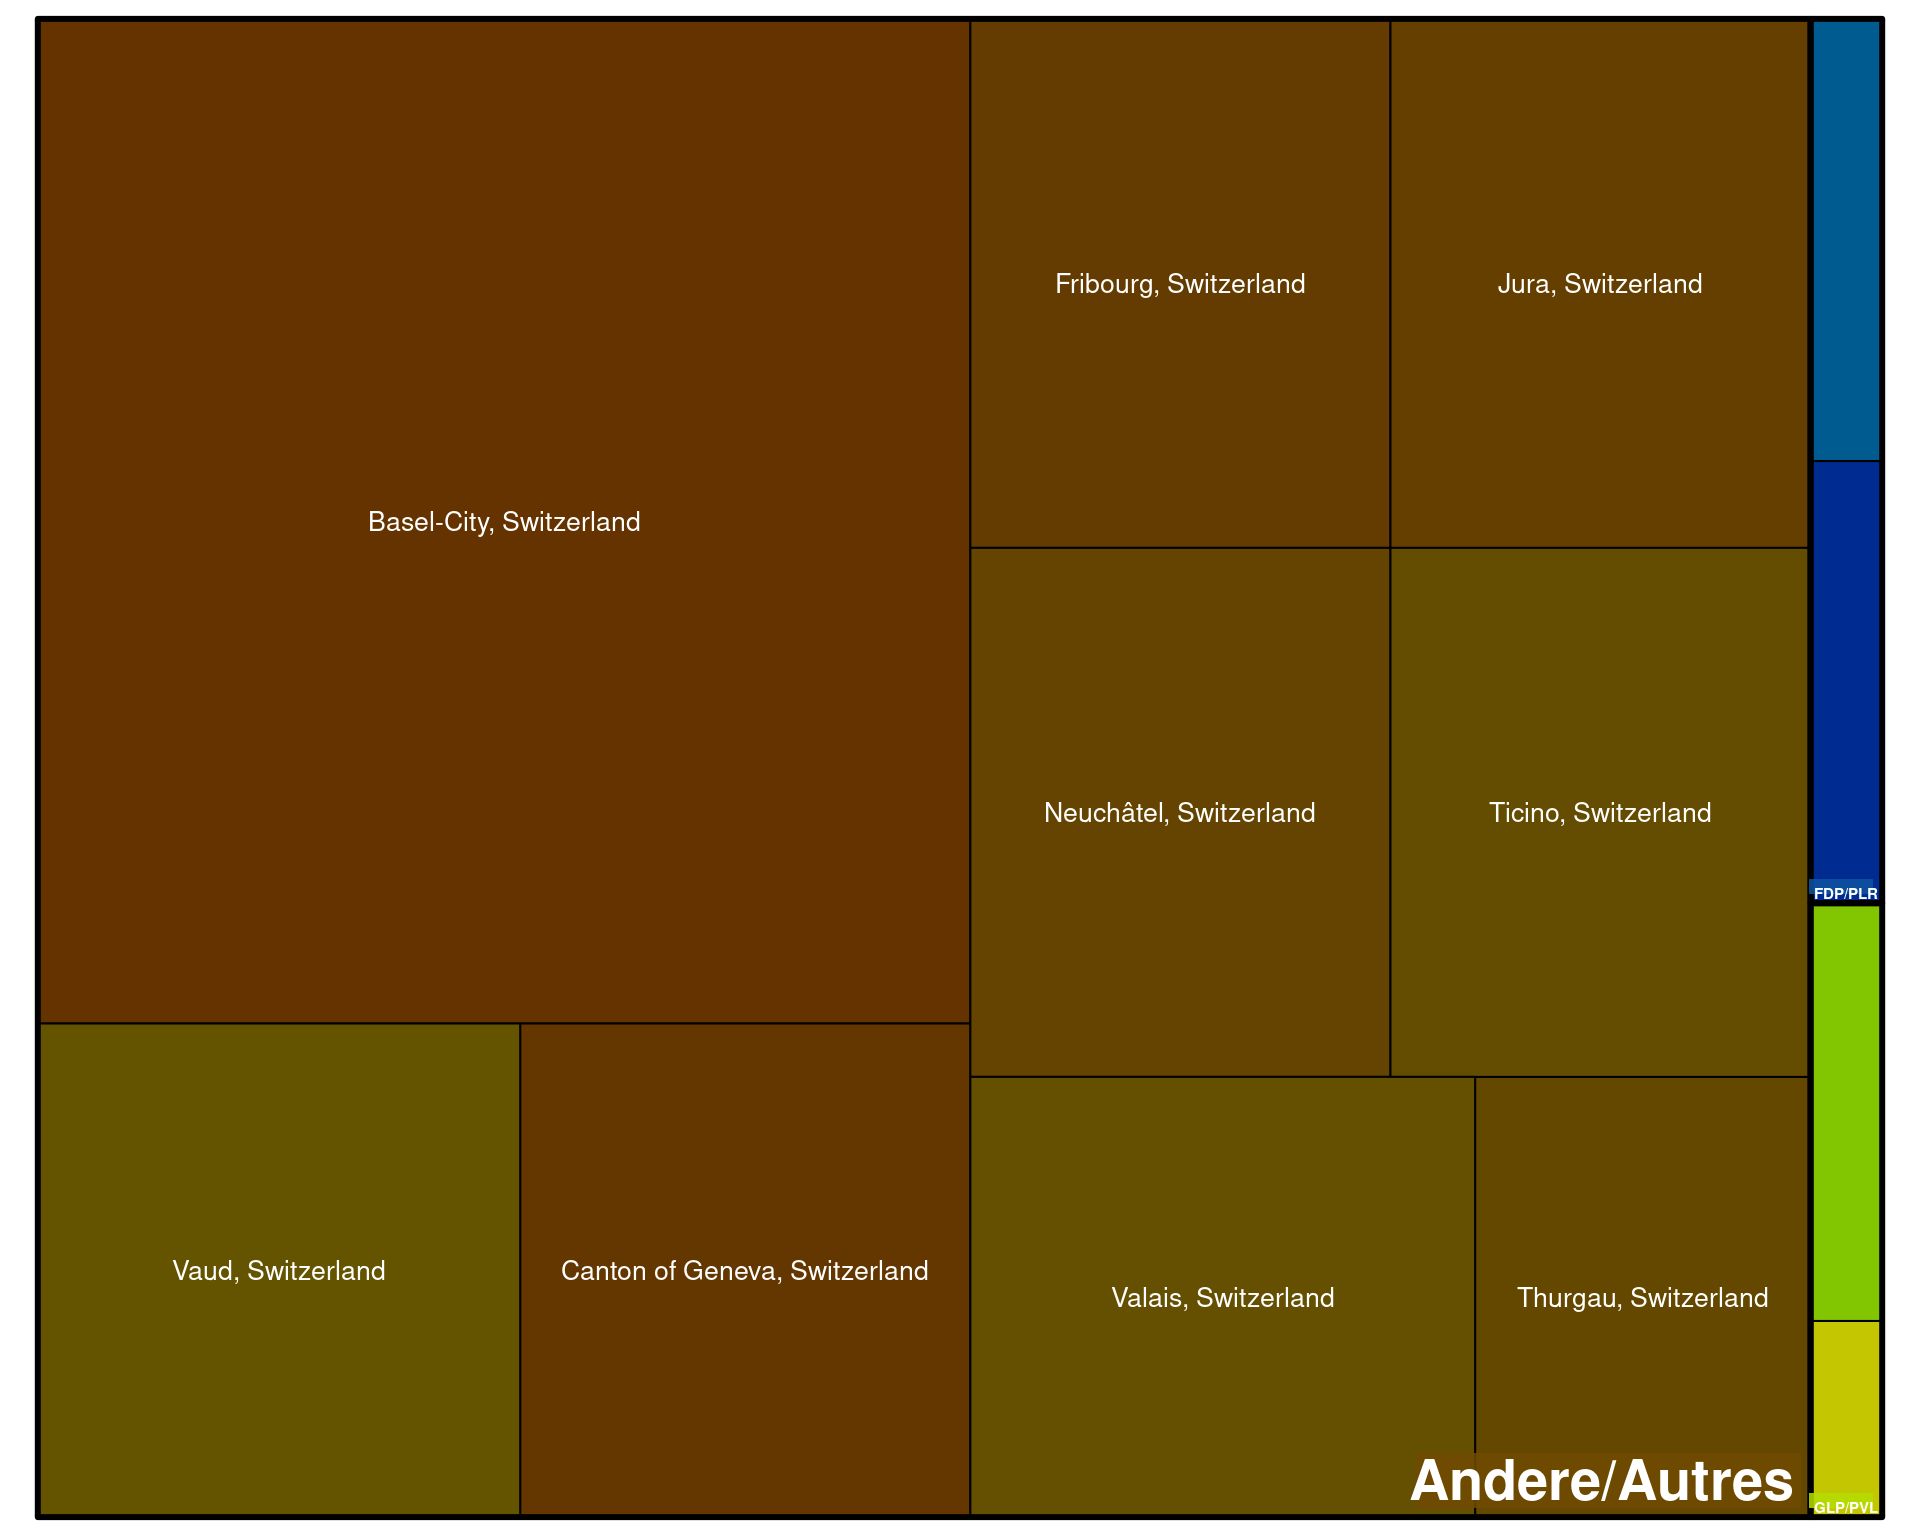 Fribourg, Switzerland
Jura, Switzerland
Basel-City, Switzerland
Neuchâtel, Switzerland
Ticino, Switzerland
FDP/PLR
Vaud, Switzerland
Canton of Geneva, Switzerland
Valais, Switzerland
Thurgau, Switzerland
Andere/Autres
GLP/PVL